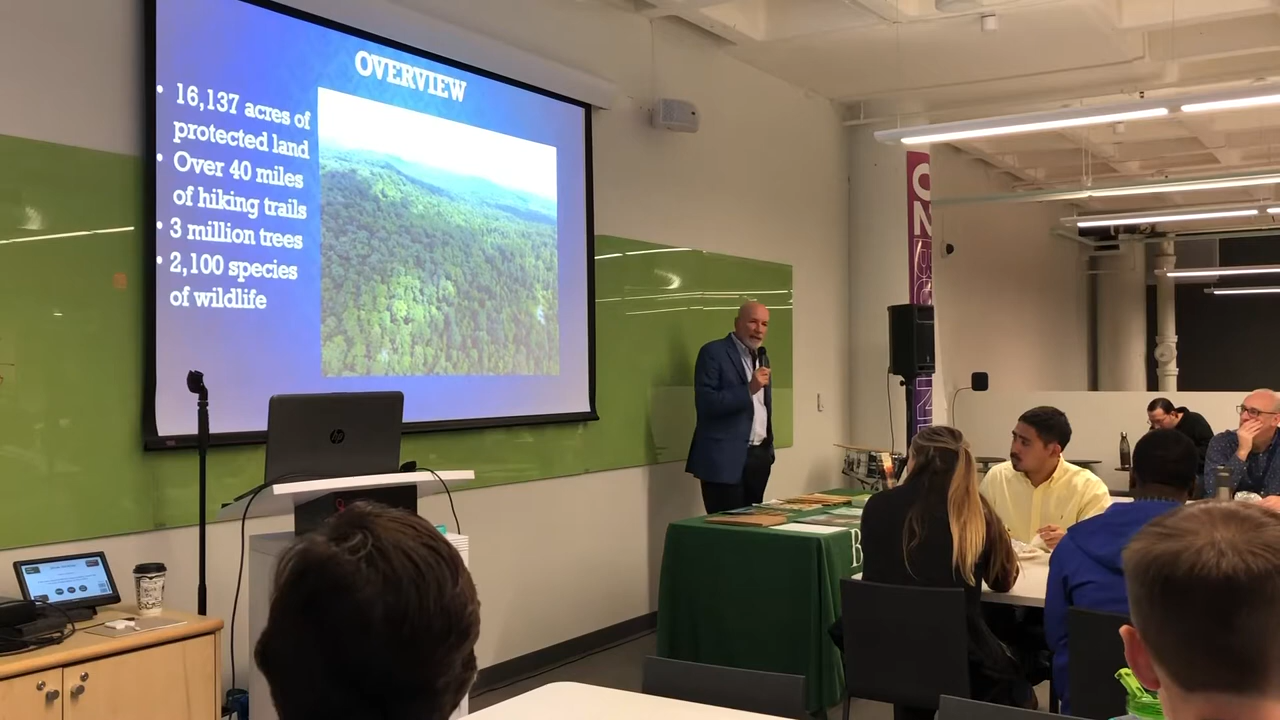 OVERVIEW
• 16,137 acres of
protected land
• Over 40 miles
of hiking trails
• 3 million trees
• 2,100 species
of wildlife
hp
B